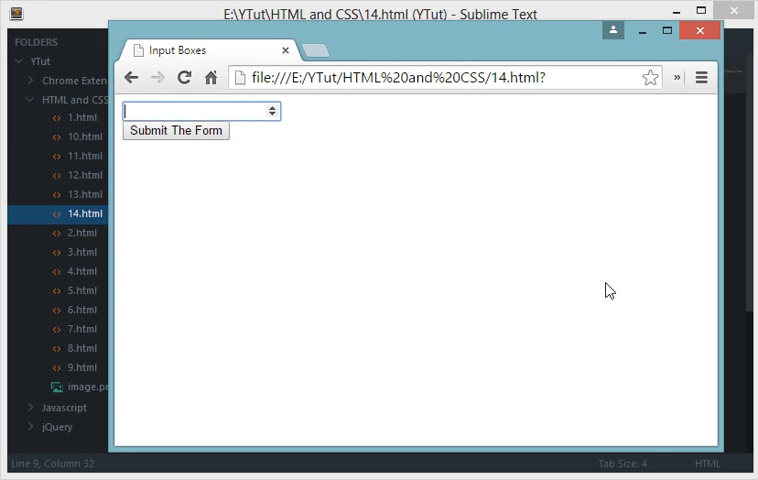 E:\YTut\HTML and CSS\14.html (YTut) - Sublime Text
Input Boxes
file:///E:/YTut/HTML%20and%20CSS/14.html?
Submit The Form
FOLDERS
YTut
Chrome Exten
HTML and CSS
1.html
10.html
11.html
12.html
13.html
14.html
2.html
3.html
4.html
5.html
6.html
7.html
8.html
9.html
image.pr
Javascript
jQuery
Line 9, Column 32
Tab Size: 4
HTML